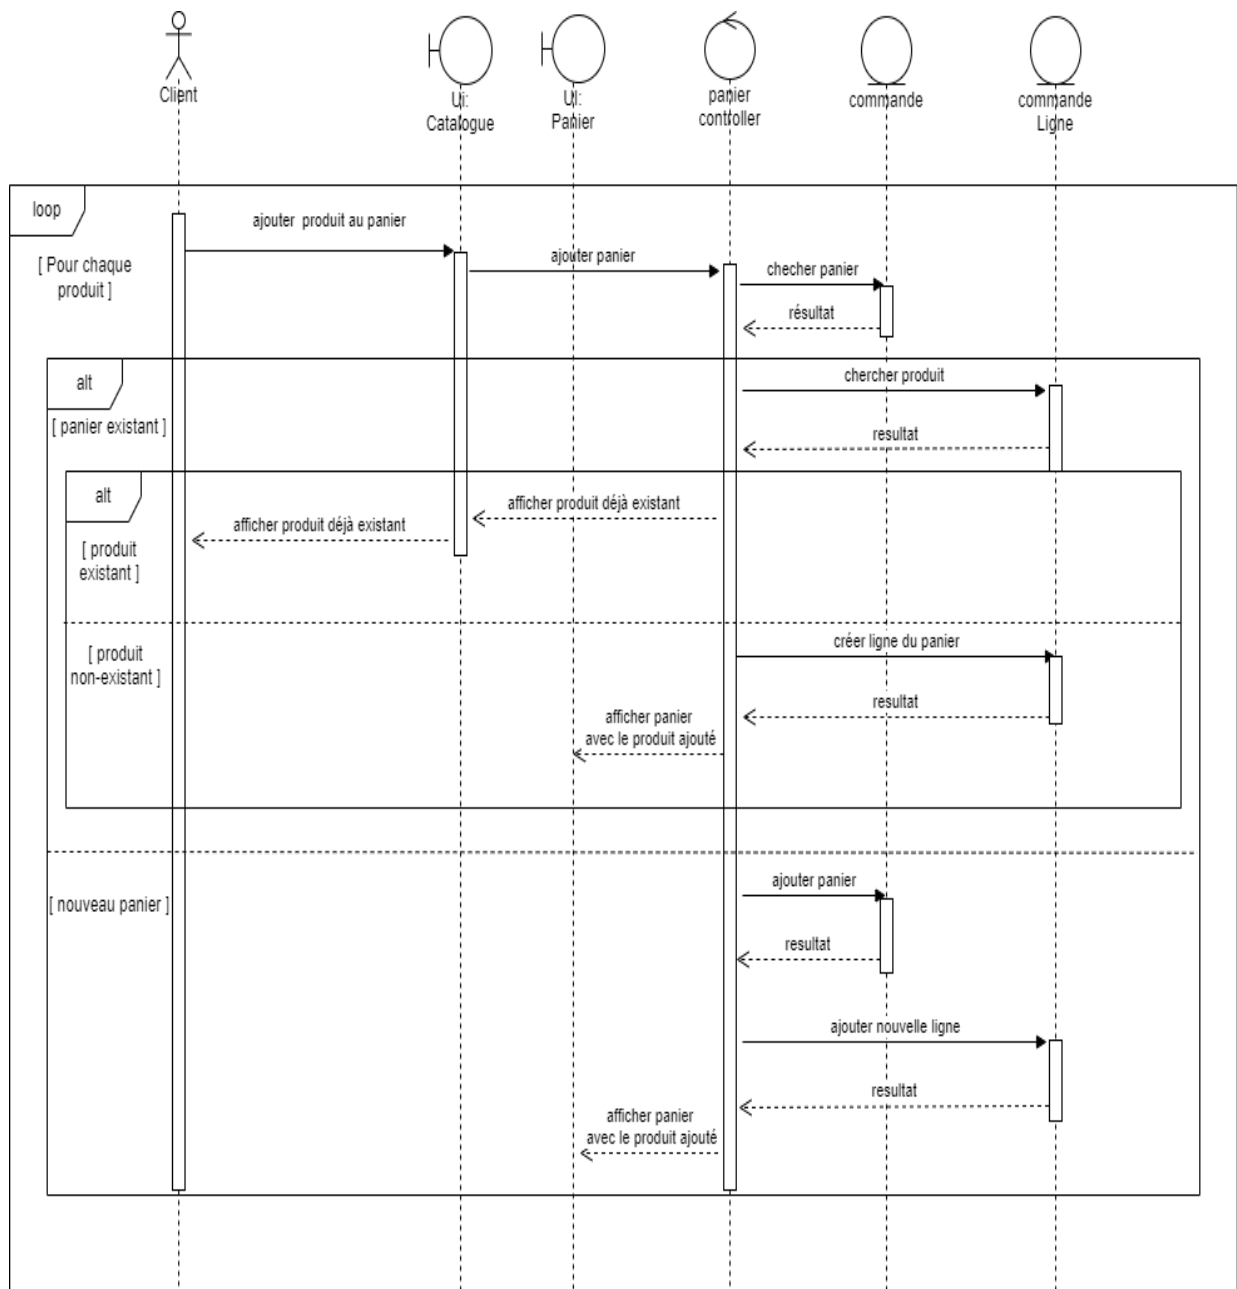 Client
Ui:
Catalogue
UI:
Panier
panier
controller
commande
commande
Ligne
loop
[ Pour chaque
produit ]
ajouter produit au panier
ajouter panier
checher panier
résultat
alt
[ panier existant ]
chercher produit
resultat
alt
[ produit
existant ]
afficher produit déjà existant
afficher produit déjà existant
[ produit
non-existant ]
créer ligne du panier
resultat
afficher panier
avec le produit ajouté
[ nouveau panier ]
ajouter panier
resultat
ajouter nouvelle ligne
resultat
afficher panier
avec le produit ajouté